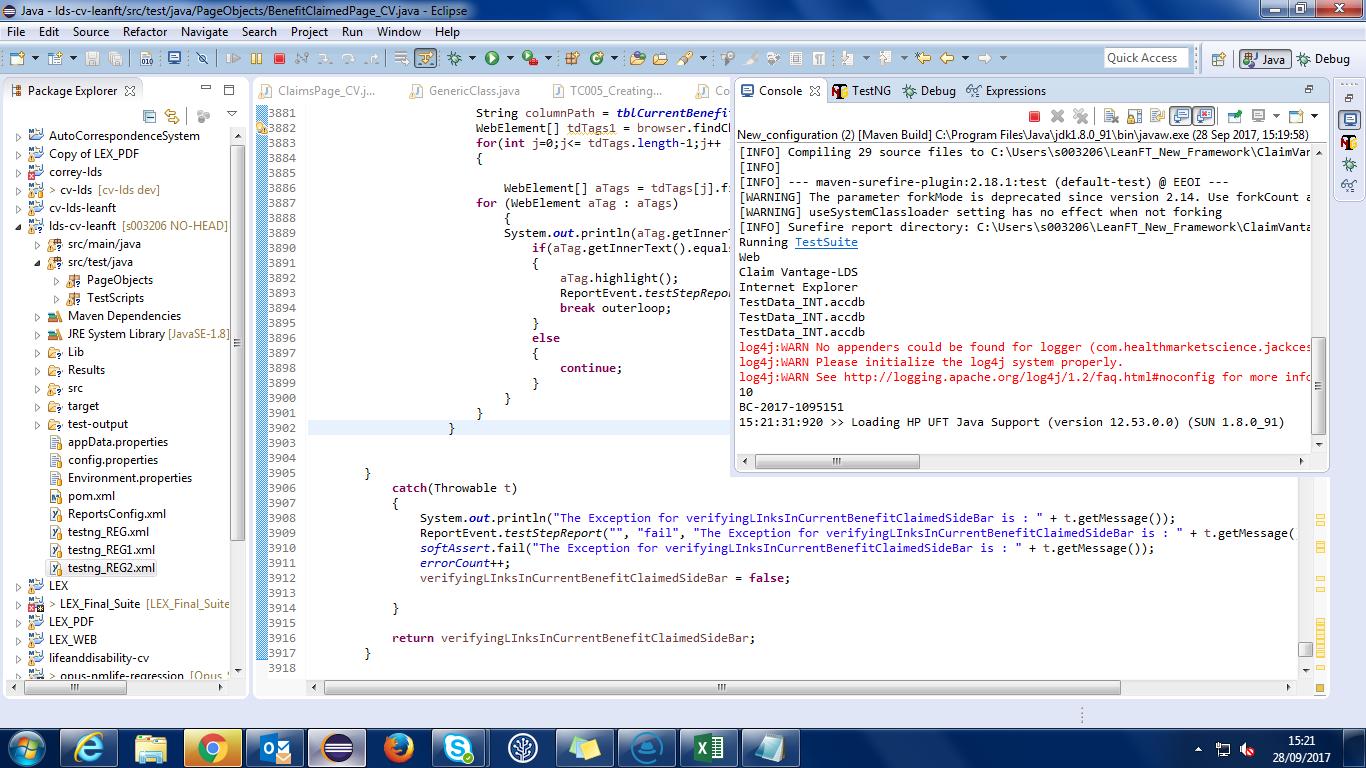 Java - lds-cv-leanft/src/test/java/PageObjects/BenefitClaimedPage_CV.java - Eclipse
File Edit Source Refactor Navigate Search Project Run Window Help
Quick Access
Java
Debug
Package Explorer
AutoCorrespondenceSystem
Copy of LEX_PDF
correy-lds
> cv-lds [cv-lds dev]
cv-lds-leanft
lds-cv-leanft [s003206 NO-HEAD]
src/main/java
src/test/java
PageObjects
TestScripts
Maven Dependencies
JRE System Library [JavaSE-1.8]
Lib
Results
src
target
test-output
appData.properties
config.properties
Environment.properties
pom.xml
ReportsConfig.xml
testng_REG.xml
testng_REG1.xml
testng_REG2.xml
LEX
> LEX_Final_Suite [LEX_Final_Suite
LEX_PDF
LEX_WEB
lifeanddisability-cv
> opus-nmlife-regression [Opus_
ClaimsPage_CV.j...
GenericClass.java
TC005_Creating...
Co
3881 String columnPath = tblCurrentBenefi
3882 WebElement[] tdTags1 = browser.findCh
3883 for(int j=0;j<= tdTags.length-1;j++
3884 {
3885
3886 WebElement[] aTags = tdTags[j].fi
3887 for (WebElement aTag : aTags)
3888 {
3889 System.out.println(aTag.getInnerT
3890 if(aTag.getInnerText().equals
3891 {
3892 aTag.highlight();
3893 ReportEvent.testStepRepor
3894 break outerloop;
3895 }
3896 else
3897 {
3898 continue;
3899 }
3900 }
3901 }
3902 }
3903
3904
3905 }
3906 catch(Throwable t)
3907 {
3908 System.out.println("The Exception for verifyingLInksInCurrentBenefitClaimedSideBar is : " + t.getMessage());
3909 ReportEvent.testStepReport("", "fail", "The Exception for verifyingLInksInCurrentBenefitClaimedSideBar is : " + t.getMessage(
3910 softAssert.fail("The Exception for verifyingLInksInCurrentBenefitClaimedSideBar is : " + t.getMessage());
3911 errorCount++;
3912 verifyingLInksInCurrentBenefitClaimedSideBar = false;
3913
3914 }
3915
3916 return verifyingLInksInCurrentBenefitClaimedSideBar;
3917 }
3918
Console
TestNG
Debug
Expressions
New_configuration (2) [Maven Build] C:\Program Files\Java\jdk1.8.0_91\bin\javaw.exe (28 Sep 2017, 15:19:58)
[INFO] Compiling 29 source files to C:\Users\s003206\LeanFT_New_Framework\ClaimVan
[INFO]
[INFO] --- maven-surefire-plugin:2.18.1:test (default-test) @ EEOI ---
[WARNING] The parameter forkMode is deprecated since version 2.14. Use forkCount a
[WARNING] useSystemClassloader setting has no effect when not forking
[INFO] Surefire report directory: C:\Users\s003206\LeanFT_New_Framework\ClaimVanta
Running TestSuite
Web
Claim Vantage-LDS
Internet Explorer
TestData_INT.accdb
TestData_INT.accdb
TestData_INT.accdb
log4j:WARN No appenders could be found for logger (com.healthmarketscience.jackces
log4j:WARN Please initialize the log4j system properly.
log4j:WARN See http://logging.apache.org/log4j/1.2/faq.html#noconfig for more info
10
BC-2017-1095151
15:21:31:920 >> Loading HP UFT Java Support (version 12.53.0.0) (SUN 1.8.0_91)
15:21
28/09/2017